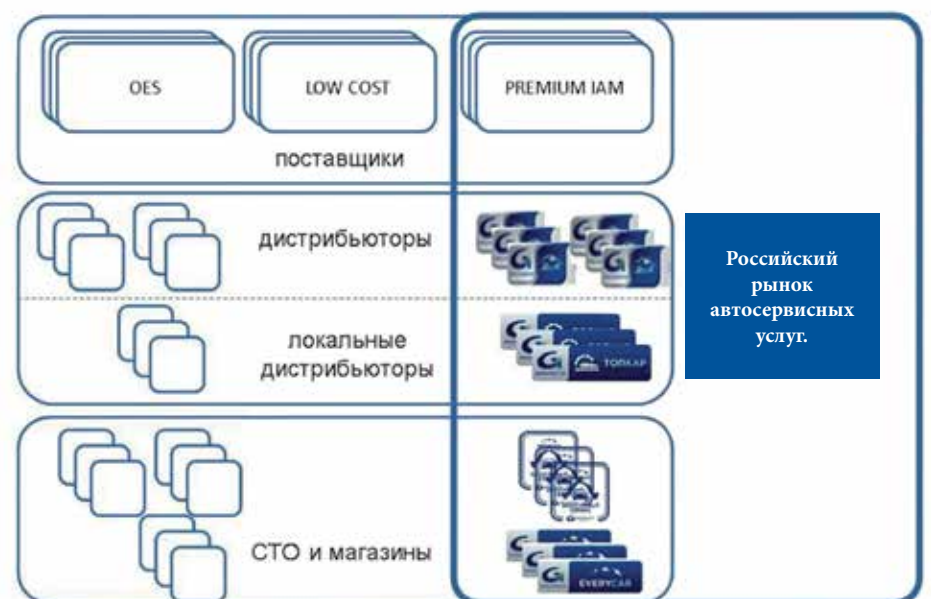 OES
LOW COST
PREMIUM IAM
поставщики
дистрибьюторы
локальные
дистрибьюторы
ТОПКАР
Российский
рынок
автосервисных
услуг.
СТО и магазины
EVERYCAR